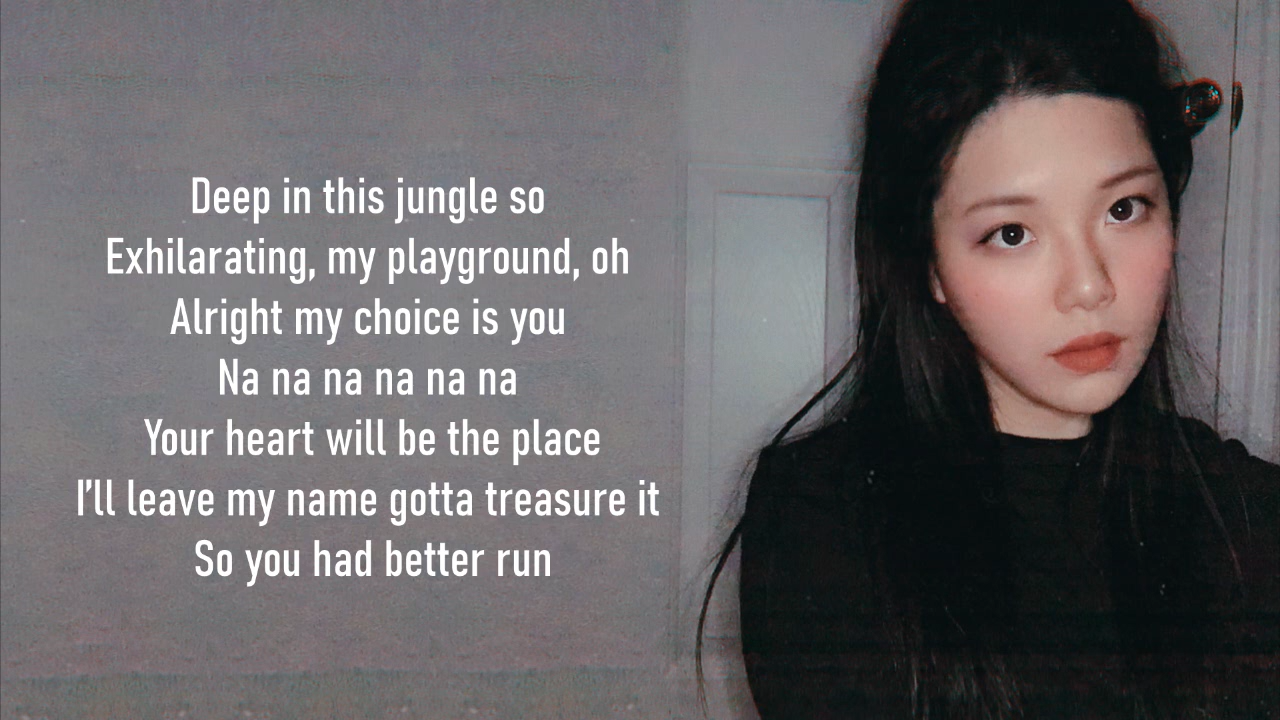 Deep in this jungle so
Exhilarating, my playground, oh
Alright my choice is you
Na na na na na na
Your heart will be the place
I'll leave my name gotta treasure it
So you had better run